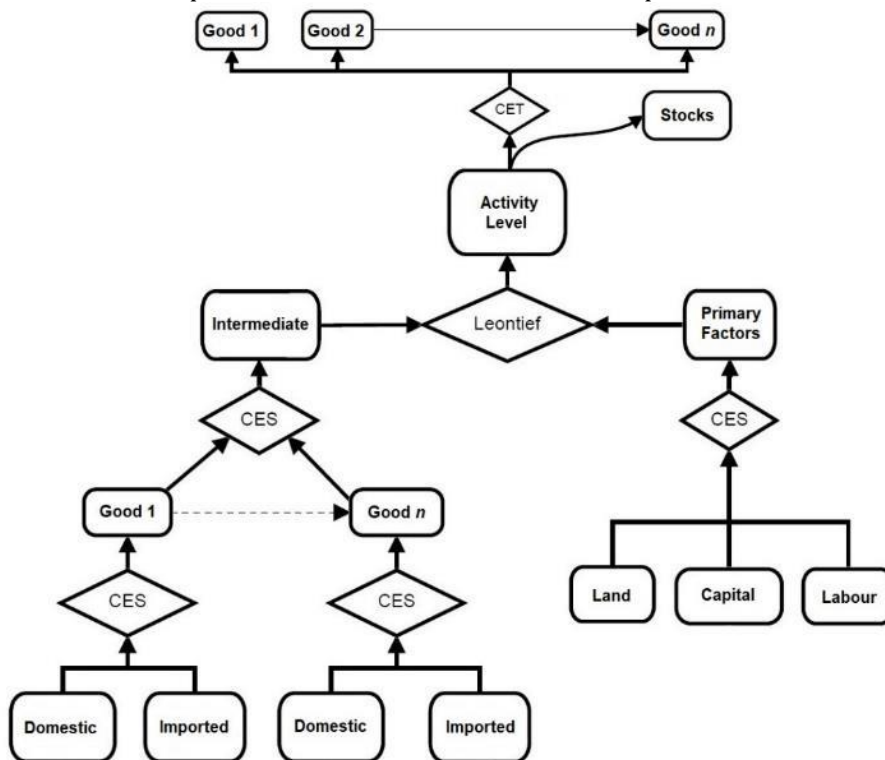 Good 1
Good 2
Good n
CET
Stocks
Activity
Level
Intermediate
Leontief
Primary
Factors
CES
CES
Good 1
Good n
CES
CES
Land
Capital
Labour
Domestic
Imported
Domestic
Imported